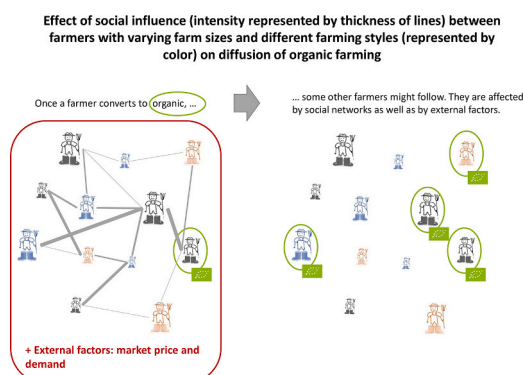 Effect of social influence (intensity represented by thickness of lines) between
farmers with varying farm sizes and different farming styles (represented by
color) on diffusion of organic farming
Once a farmer converts to organic, …
… some other farmers might follow. They are affected
by social networks as well as by external factors.
+ External factors: market price and
demand